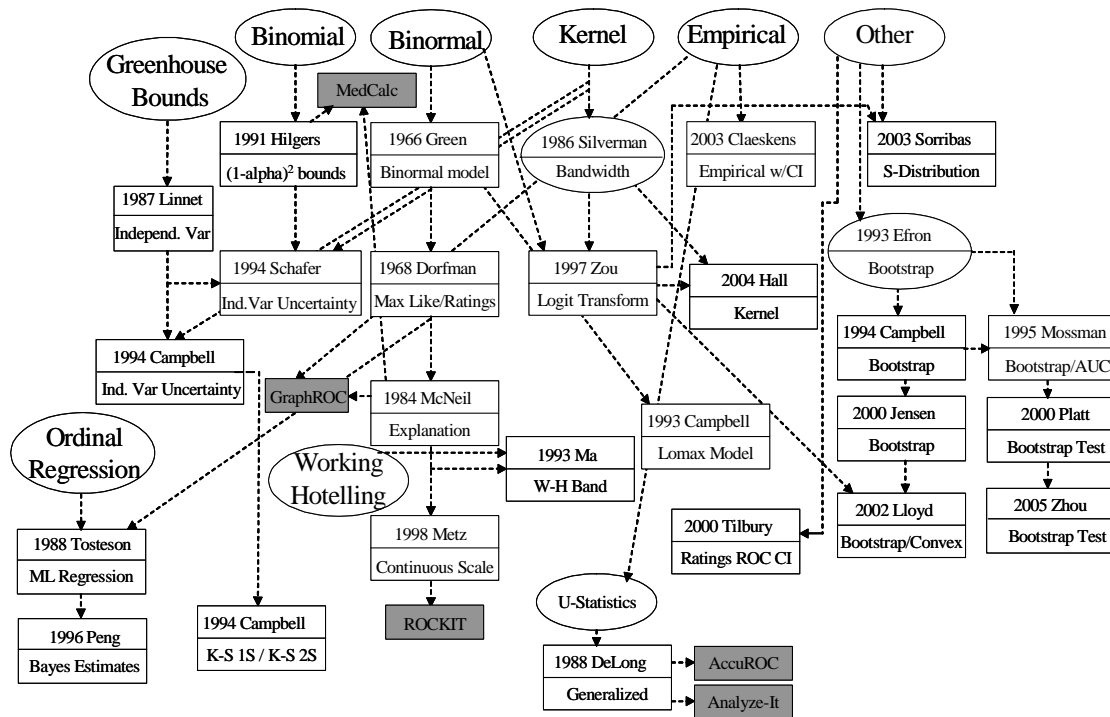 Binomial
Binormal
Kernel
Empirical
Other
Greenhouse
Bounds
MedCalc
1991 Hilgers
(1-alpha)² bounds
1966 Green
Binormal model
1986 Silverman
Bandwidth
2003 Claeskens
Empirical w/CI
2003 Sorribas
S-Distribution
1987 Linnet
Independ. Var
1993 Efron
Bootstrap
1994 Schafer
Ind.Var Uncertainty
1968 Dorfman
Max Like/Ratings
1997 Zou
Logit Transform
2004 Hall
Kernel
1994 Campbell
Bootstrap
1995 Mossman
Bootstrap/AUC
1994 Campbell
Ind. Var Uncertainty
GraphROC
1984 McNeil
Explanation
1993 Campbell
Lomax Model
2000 Jensen
Bootstrap
2000 Platt
Bootstrap Test
Ordinal
Regression
Working
Hotelling
1993 Ma
W-H Band
2002 Lloyd
Bootstrap/Convex
2005 Zhou
Bootstrap Test
1988 Tosteson
ML Regression
1998 Metz
Continuous Scale
2000 Tilbury
Ratings ROC CI
U-Statistics
1996 Peng
Bayes Estimates
1994 Campbell
K-S 1S / K-S 2S
ROCKIT
1988 DeLong
Generalized
AccuROC
Analyze-It